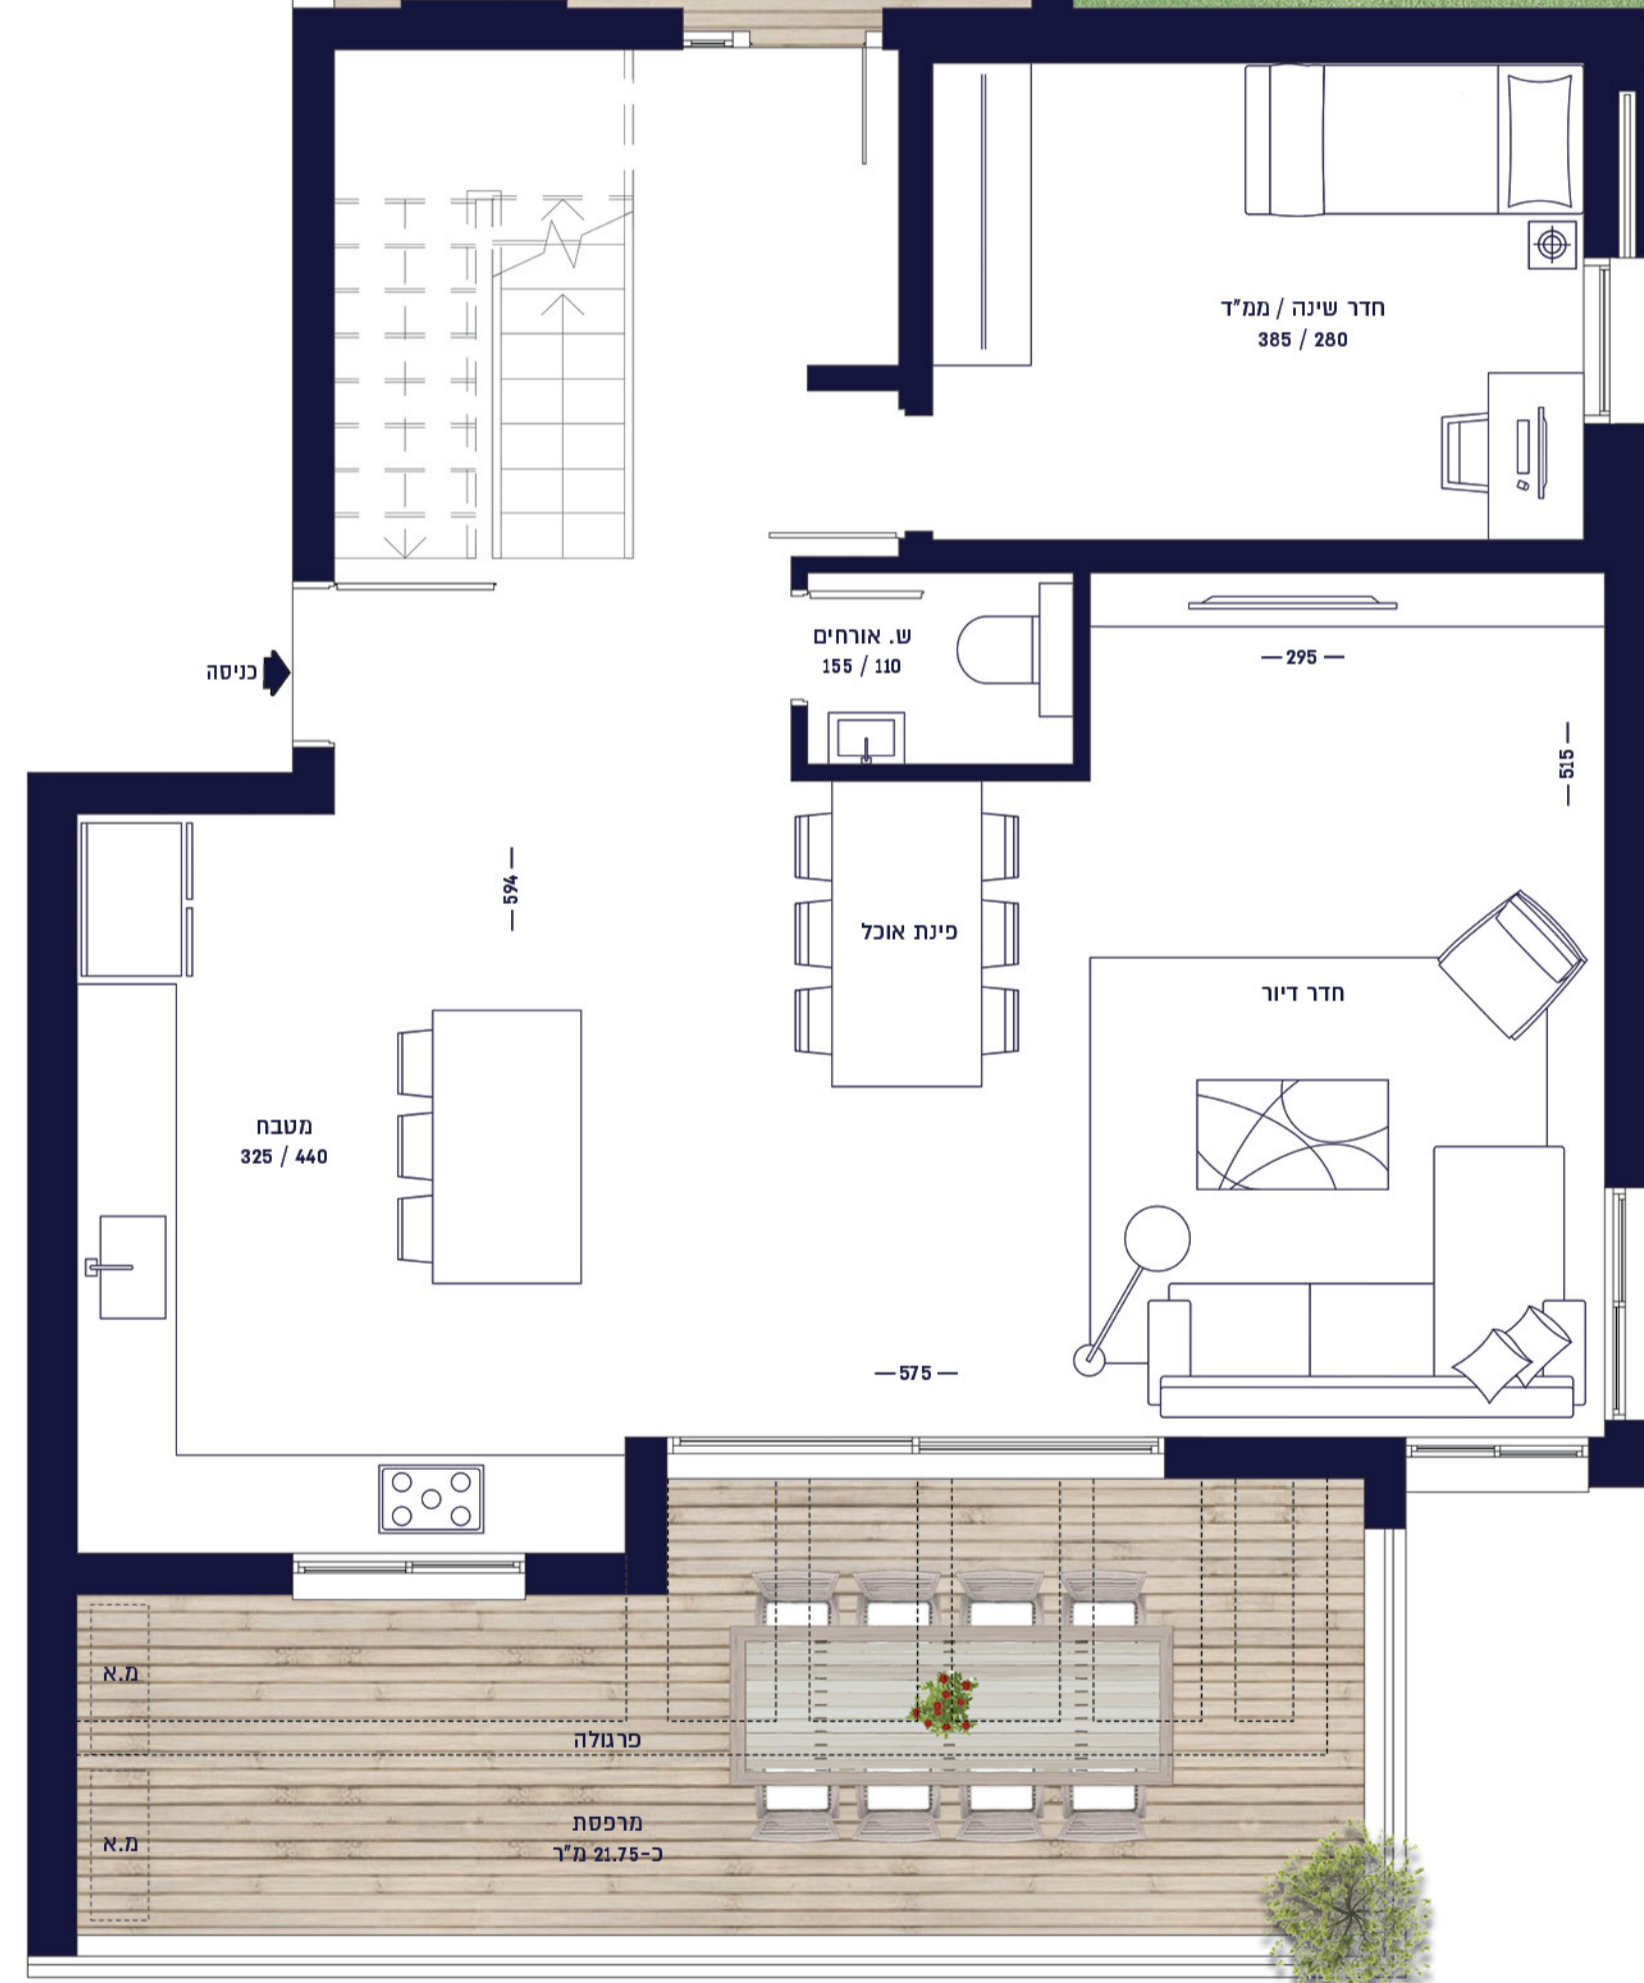 חדר שינה / ממ"ד
385 / 280
ש. אורחים
155 / 110
— 295 —
— 515 —
כניסה
— 594 —
פינת אוכל
חדר דיור
מטבח
325 / 440
— 575 —
מ.א
פרגולה
מרפסת
כ-21.75 מ"ר
מ.א